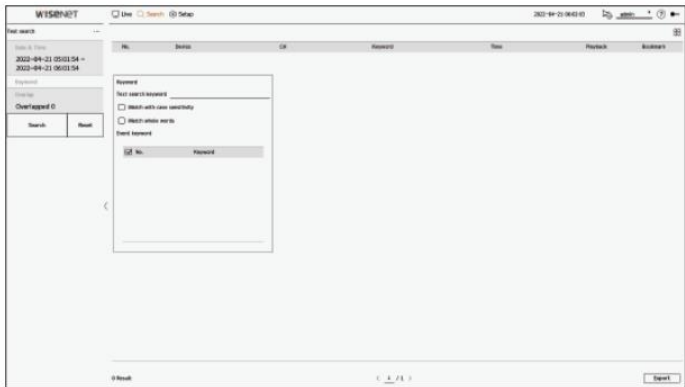 WISENET
Live Search Setup
2022-04-21 06:02:03 admin
Text search
Date & Time
2022-04-21 05:01:54 ~
2022-04-21 06:01:54
Keyword
Overlap
Overlapped 0
Search Reset
No. Device CH Keyword Time Playback Bookmark
Keyword
Text search keyword
Match with case sensitivity
Match whole words
Event keyword
No. Keyword
0 Result
1 / 1
Export